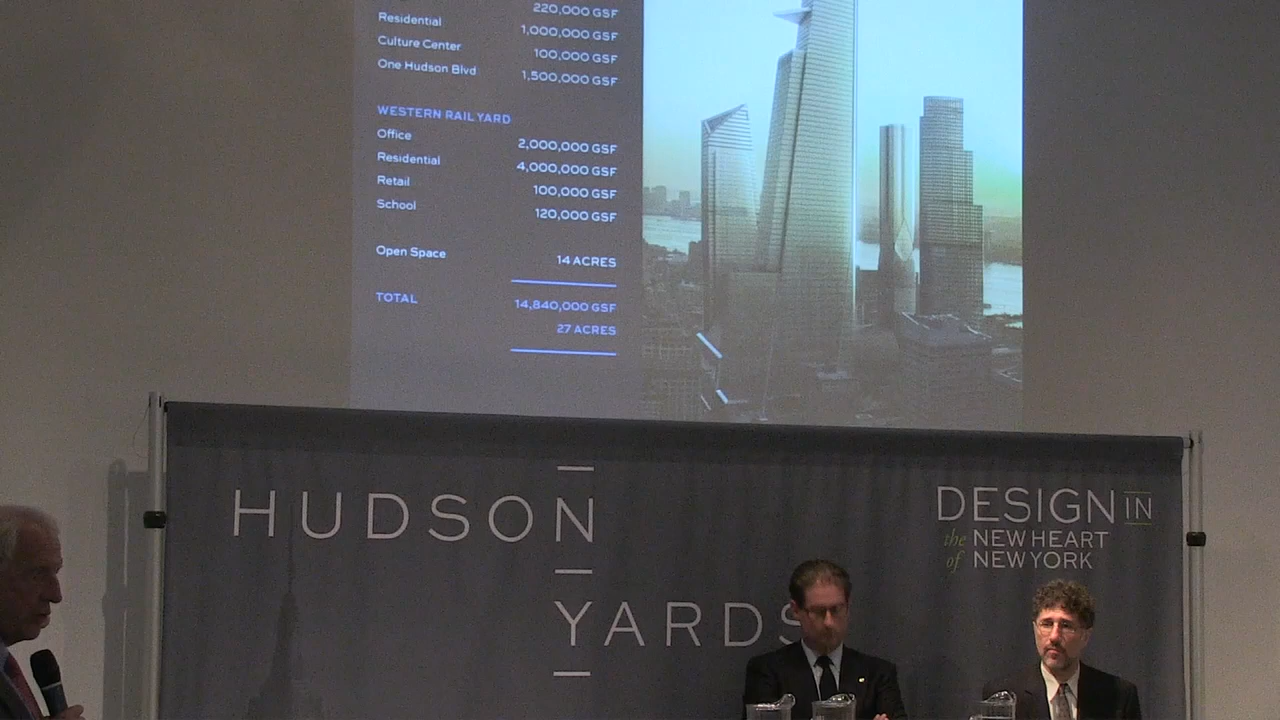 220,000 GSF
Residential 1,000,000 GSF
Culture Center 100,000 GSF
One Hudson Blvd 1,500,000 GSF
WESTERN RAIL YARD
Office 2,000,000 GSF
Residential 4,000,000 GSF
Retail 100,000 GSF
School 120,000 GSF
Open Space 14 ACRES
TOTAL 14,840,000 GSF
27 ACRES
HUDSON
YARDS
DESIGN IN
the NEW HEART
of NEW YORK